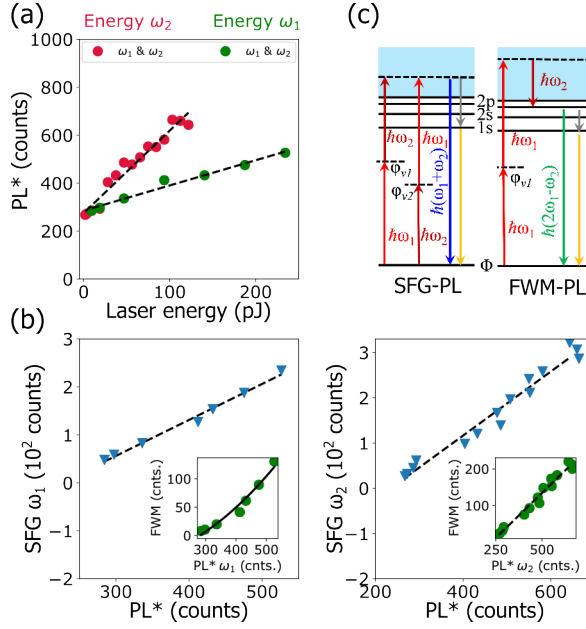 (a)
Energy ω2
Energy ω1
ω1 & ω2
ω1 & ω2
1000
800
600
400
200
0
PL* (counts)
0 100 200
Laser energy (pJ)
(c)
2p
2s
1s
ħω2
ħω1
φv1
φv2
ħω1
ħω2
ħ(ω1+ω2)
Φ
SFG-PL
ħω2
ħω1
φv1
ħω1
ħ(2ω1-ω2)
FWM-PL
(b)
3
2
1
0
−1
−2
SFG ω1 (10² counts)
300 400 500
PL* (counts)
100
50
0
FWM (cnts.)
300 400 500
PL* ω1 (cnts.)
3
2
1
0
−1
−2
SFG ω2 (10² counts)
200 400 600
PL* (counts)
200
100
FWM (cnts.)
250 500
PL* ω2 (cnts.)